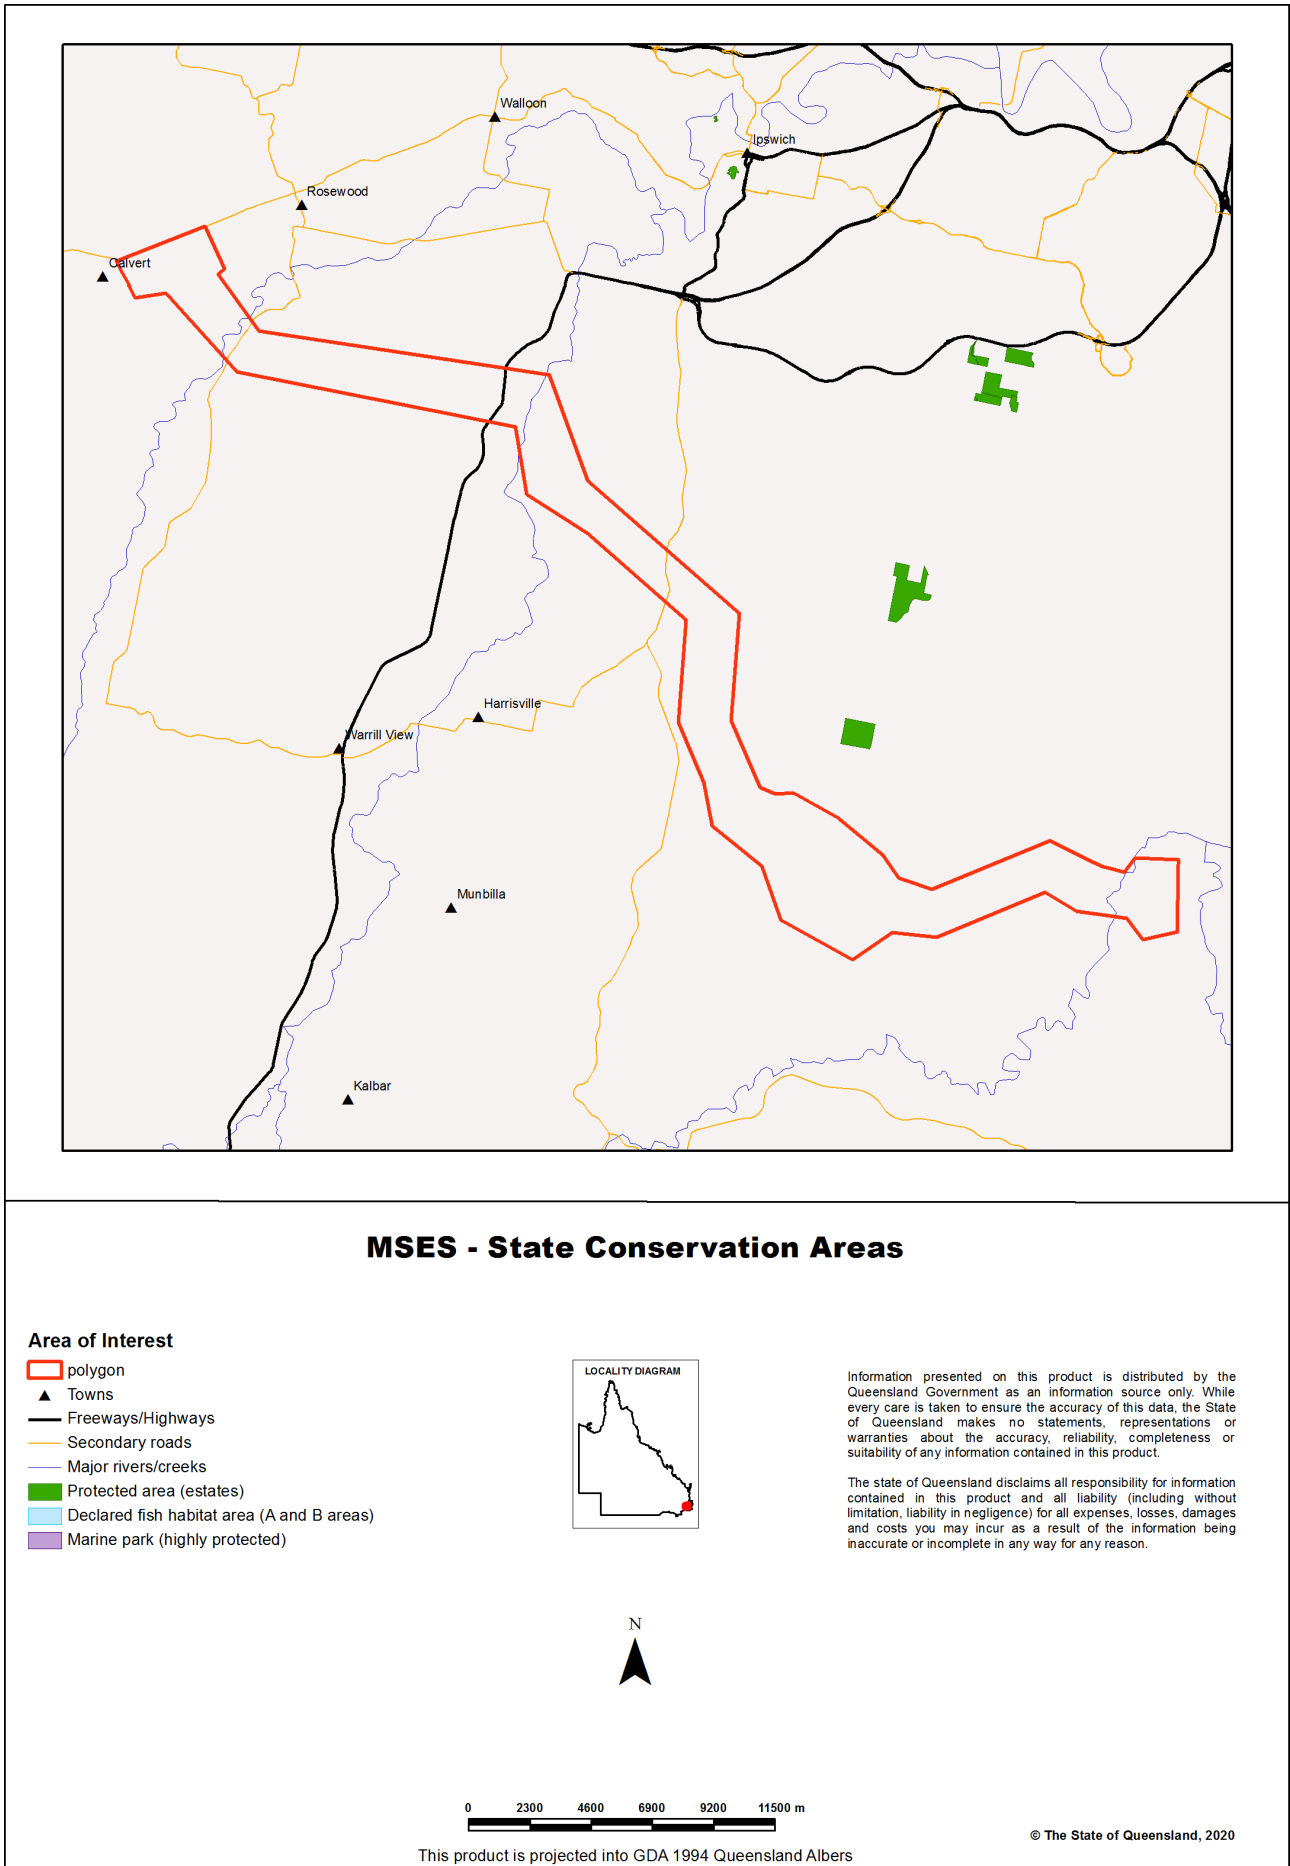 Walloon
Ipswich
Rosewood
Calvert
Harrisville
Warrill View
Munbilla
Kalbar
MSES - State Conservation Areas
Area of Interest
polygon
Towns
Freeways/Highways
Secondary roads
Major rivers/creeks
Protected area (estates)
Declared fish habitat area (A and B areas)
Marine park (highly protected)
LOCALITY DIAGRAM
Information presented on this product is distributed by the
Queensland Government as an information source only. While
every care is taken to ensure the accuracy of this data, the State
of Queensland makes no statements, representations or
warranties about the accuracy, reliability, completeness or
suitability of any information contained in this product.
The state of Queensland disclaims all responsibility for information
contained in this product and all liability (including without
limitation, liability in negligence) for all expenses, losses, damages
and costs you may incur as a result of the information being
inaccurate or incomplete in any way for any reason.
N
0 2300 4600 6900 9200 11500 m
This product is projected into GDA 1994 Queensland Albers
© The State of Queensland, 2020